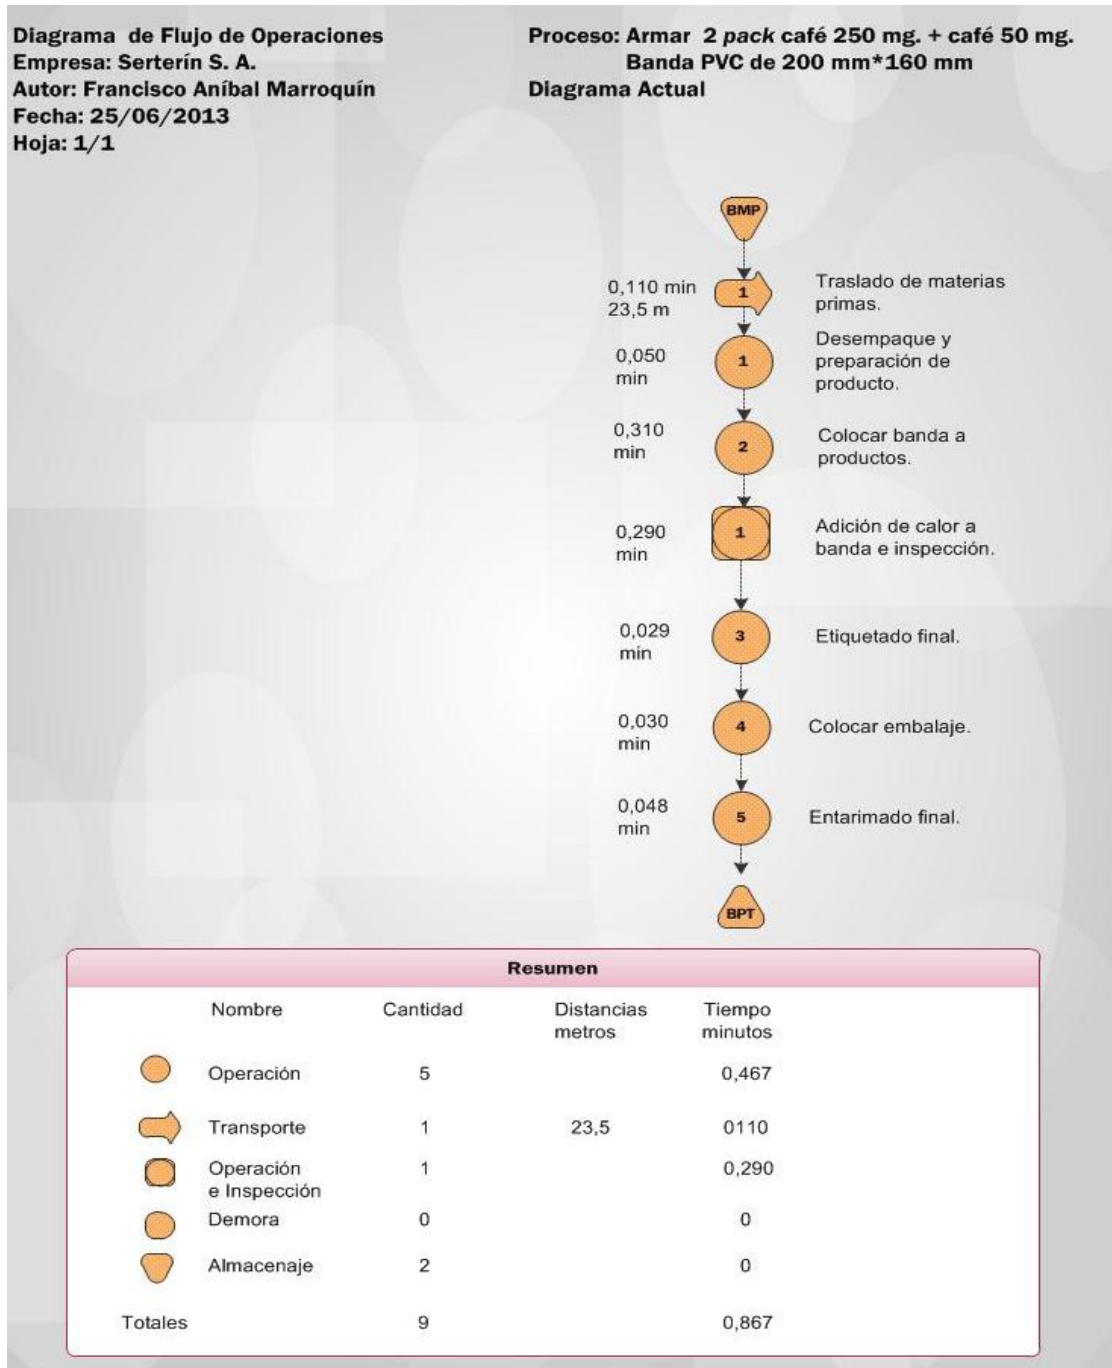 Diagrama de Flujo de Operaciones
Empresa: Serterín S. A.
Autor: Francisco Aníbal Marroquín
Fecha: 25/06/2013
Hoja: 1/1
Proceso: Armar 2 pack café 250 mg. + café 50 mg.
Banda PVC de 200 mm*160 mm
Diagrama Actual
BMP
0,110 min
23,5 m
1
Traslado de materias
primas.
0,050
min
1
Desempaque y
preparación de
producto.
0,310
min
2
Colocar banda a
productos.
0,290
min
1
Adición de calor a
banda e inspección.
0,029
min
3
Etiquetado final.
0,030
min
4
Colocar embalaje.
0,048
min
5
Entarimado final.
BPT
Resumen
Nombre Cantidad Distancias metros Tiempo minutos
Operación 5 0,467
Transporte 1 23,5 0110
Operación e Inspección 1 0,290
Demora 0 0
Almacenaje 2 0
Totales 9 0,867